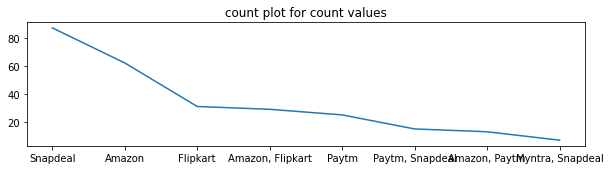 count plot for count values
80
60
40
20
Snapdeal Amazon Flipkart Amazon, Flipkart Paytm Paytm, Snapdeal Amazon, Paytm Myntra, Snapdeal